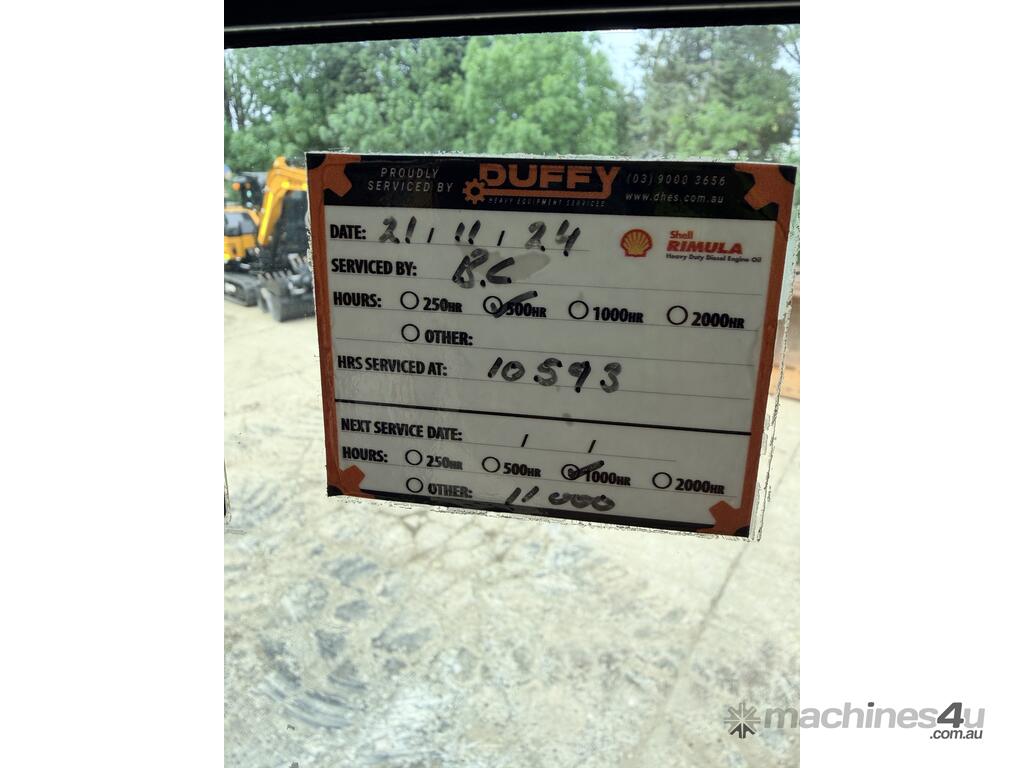 PROUDLY SERVICED BY
DUFFY
HEAVY EQUIPMENT SERVICES
(03) 9000 3656
www.dhes.com.au
DATE: 21 / 11 / 24
Shell RIMULA
Heavy Duty Diesel Engine Oil
SERVICED BY: B.C
HOURS: 250HR 500HR 1000HR 2000HR
OTHER:
HRS SERVICED AT: 10593
NEXT SERVICE DATE: / /
HOURS: 250HR 500HR 1000HR 2000HR
OTHER: 11000
machines4u
.com.au